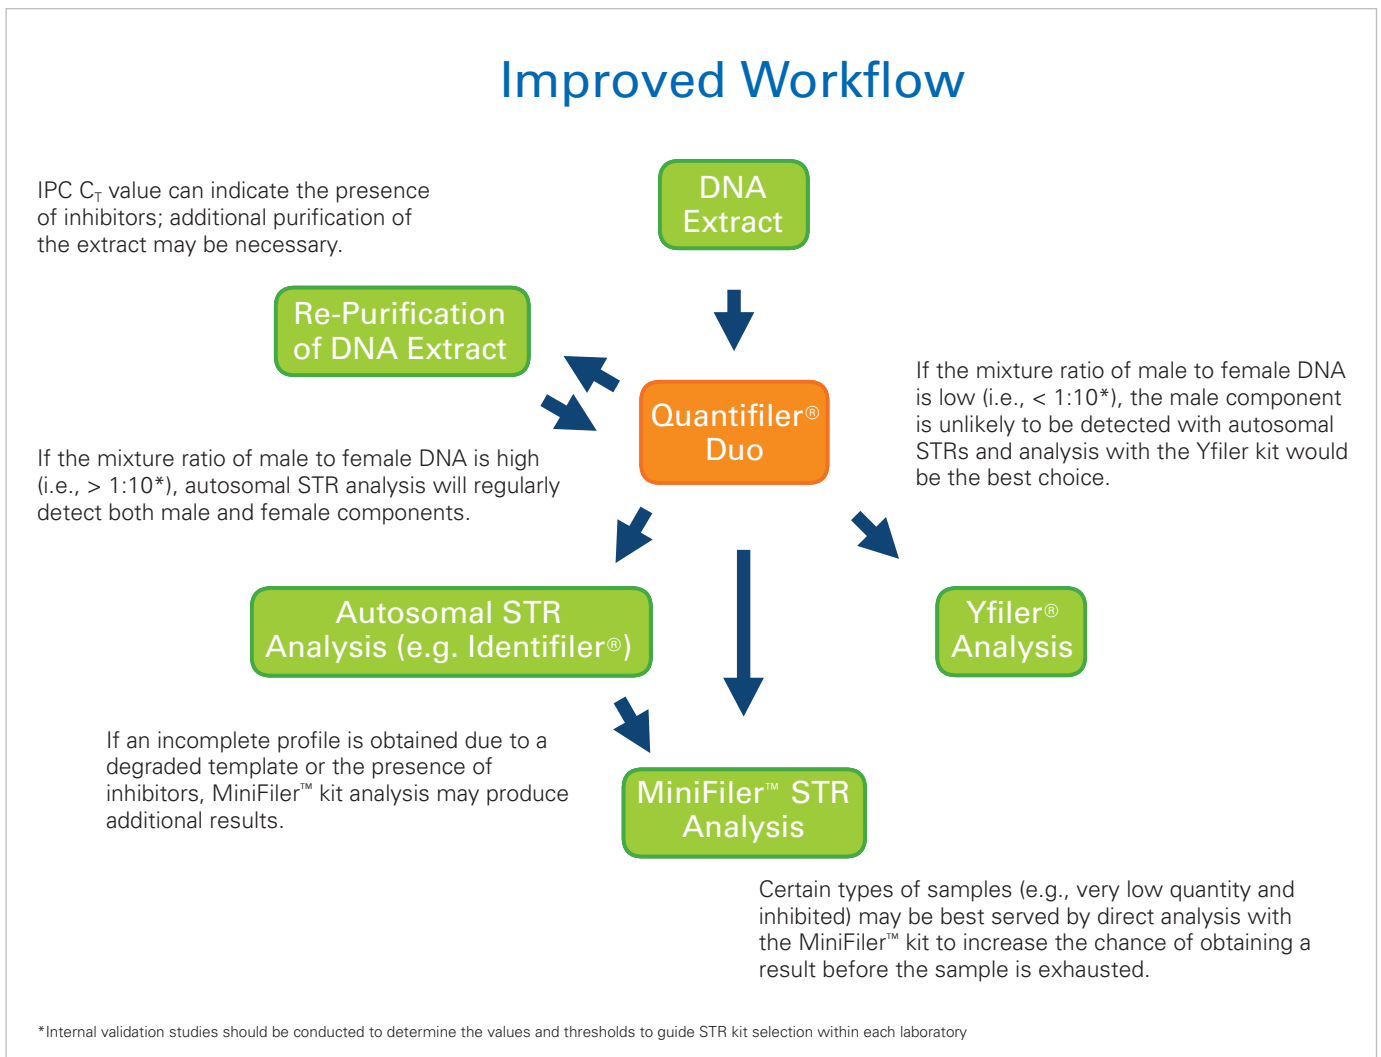 Improved Workflow
IPC CT value can indicate the presence
of inhibitors; additional purification of
the extract may be necessary.
DNA
Extract
Re-Purification
of DNA Extract
Quantifiler®
Duo
If the mixture ratio of male to female DNA
is low (i.e., < 1:10*), the male component
is unlikely to be detected with autosomal
STRs and analysis with the Yfiler kit would
be the best choice.
If the mixture ratio of male to female DNA is high
(i.e., > 1:10*), autosomal STR analysis will regularly
detect both male and female components.
Autosomal STR
Analysis (e.g. Identifiler®)
Yfiler®
Analysis
If an incomplete profile is obtained due to a
degraded template or the presence of
inhibitors, MiniFiler™ kit analysis may produce
additional results.
MiniFiler™ STR
Analysis
Certain types of samples (e.g., very low quantity and
inhibited) may be best served by direct analysis with
the MiniFiler™ kit to increase the chance of obtaining a
result before the sample is exhausted.
*Internal validation studies should be conducted to determine the values and thresholds to guide STR kit selection within each laboratory